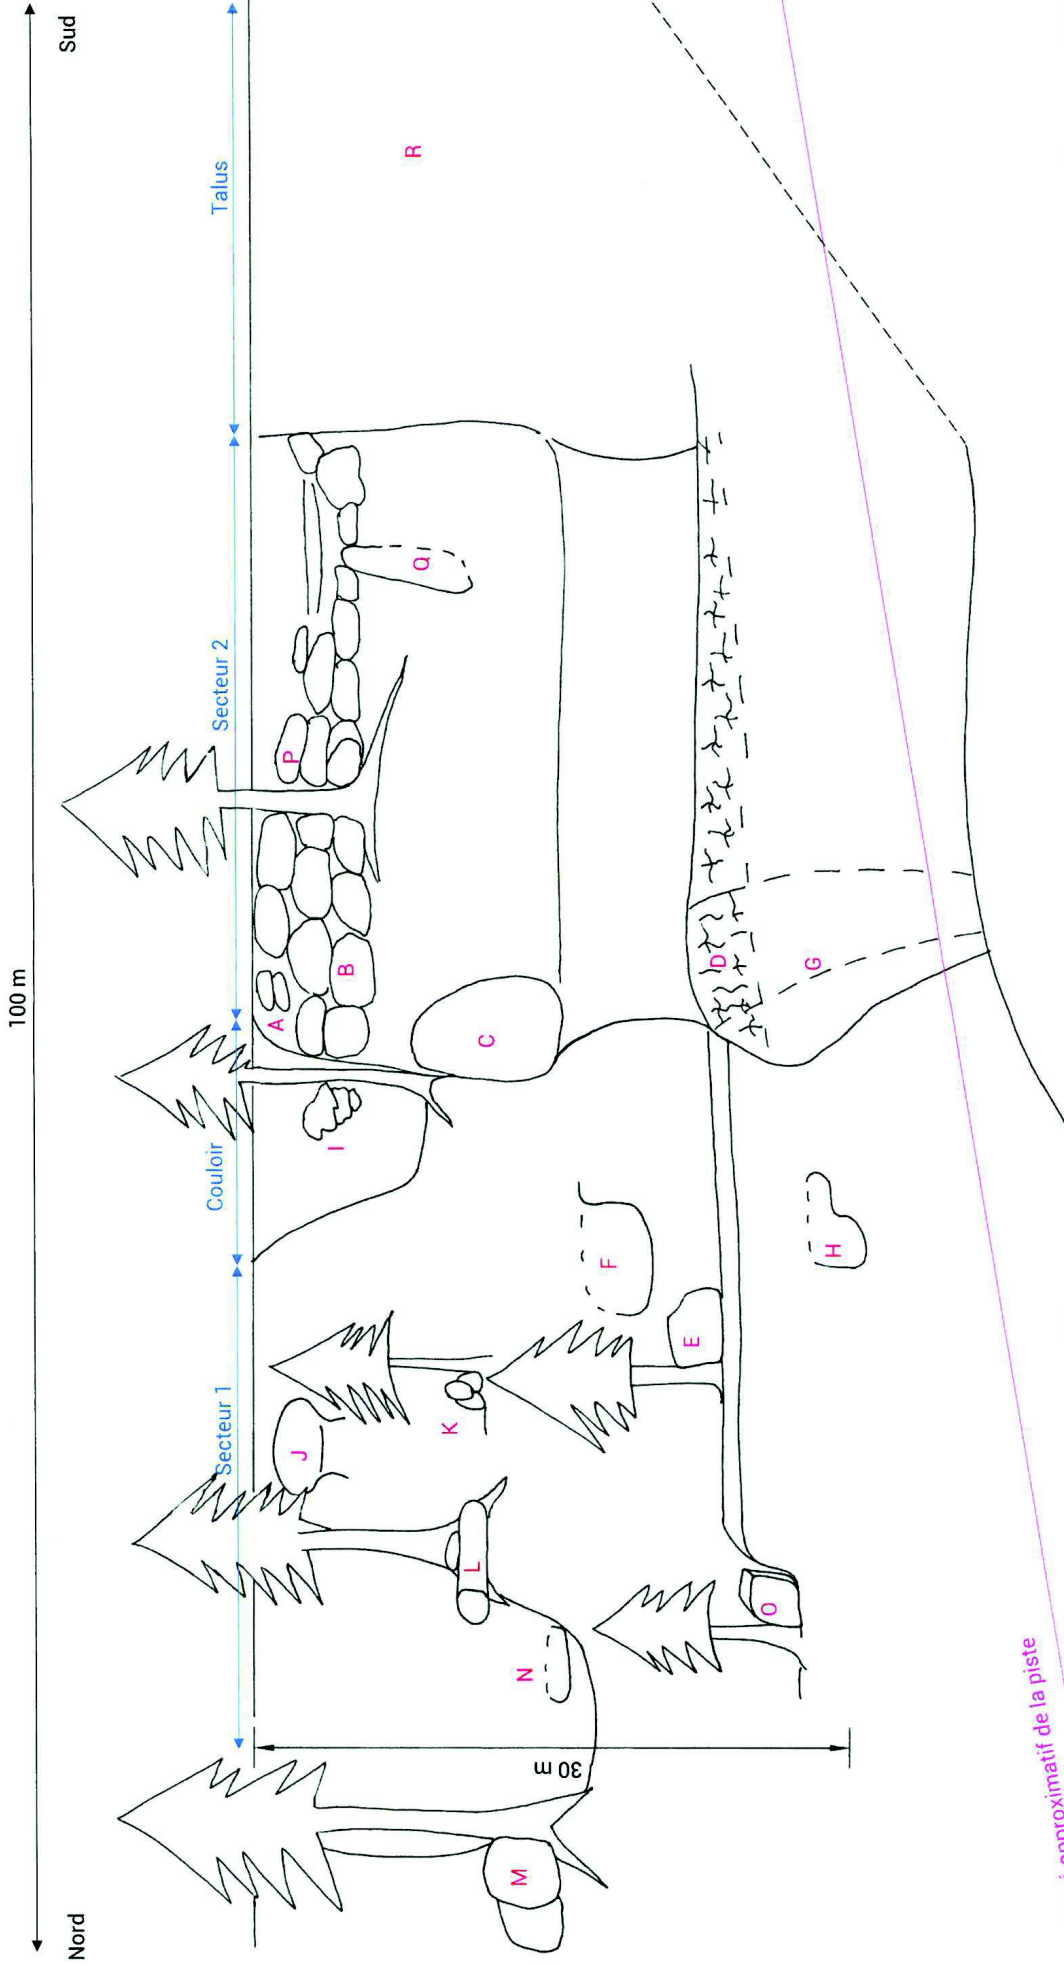 100 m
Nord
Sud
Secteur 1
Couloir
Secteur 2
Talus
A
P
I
J
B
R
Q
K
C
L
M
N
F
E
D
O
G
H
30 m
approximatif de la piste